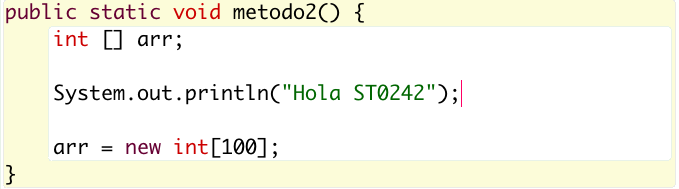 public static void metodo2() {
int [] arr;
System.out.println("Hola ST0242");
arr = new int[100];
}